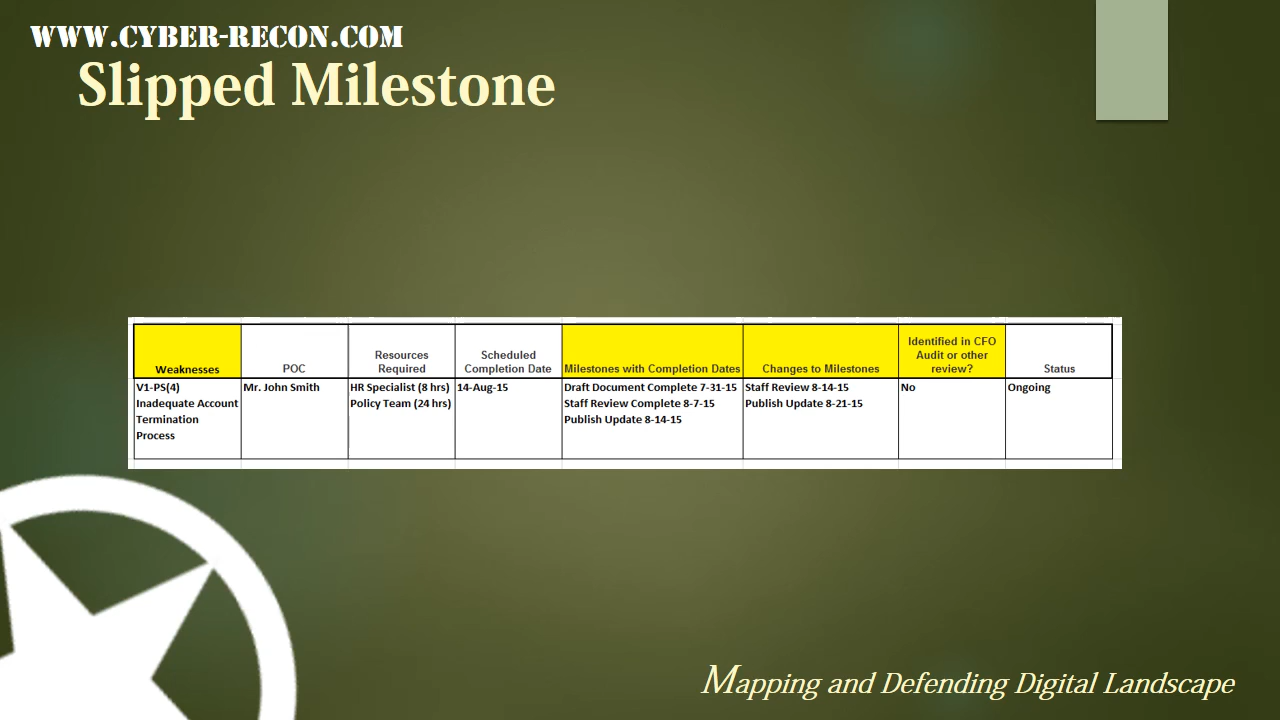 WWW.CYBER-RECON.COM
Slipped Milestone
Weaknesses
POC
Resources
Required
Scheduled
Completion Date
Milestones with Completion Dates
Changes to Milestones
Identified in CFO
Audit or other
review?
Status
V1-PS(4)
Inadequate Account
Termination
Process
Mr. John Smith
HR Specialist (8 hrs)
Policy Team (24 hrs)
14-Aug-15
Draft Document Complete 7-31-15
Staff Review Complete 8-7-15
Publish Update 8-14-15
Staff Review 8-14-15
Publish Update 8-21-15
No
Ongoing
Mapping and Defending Digital Landscape